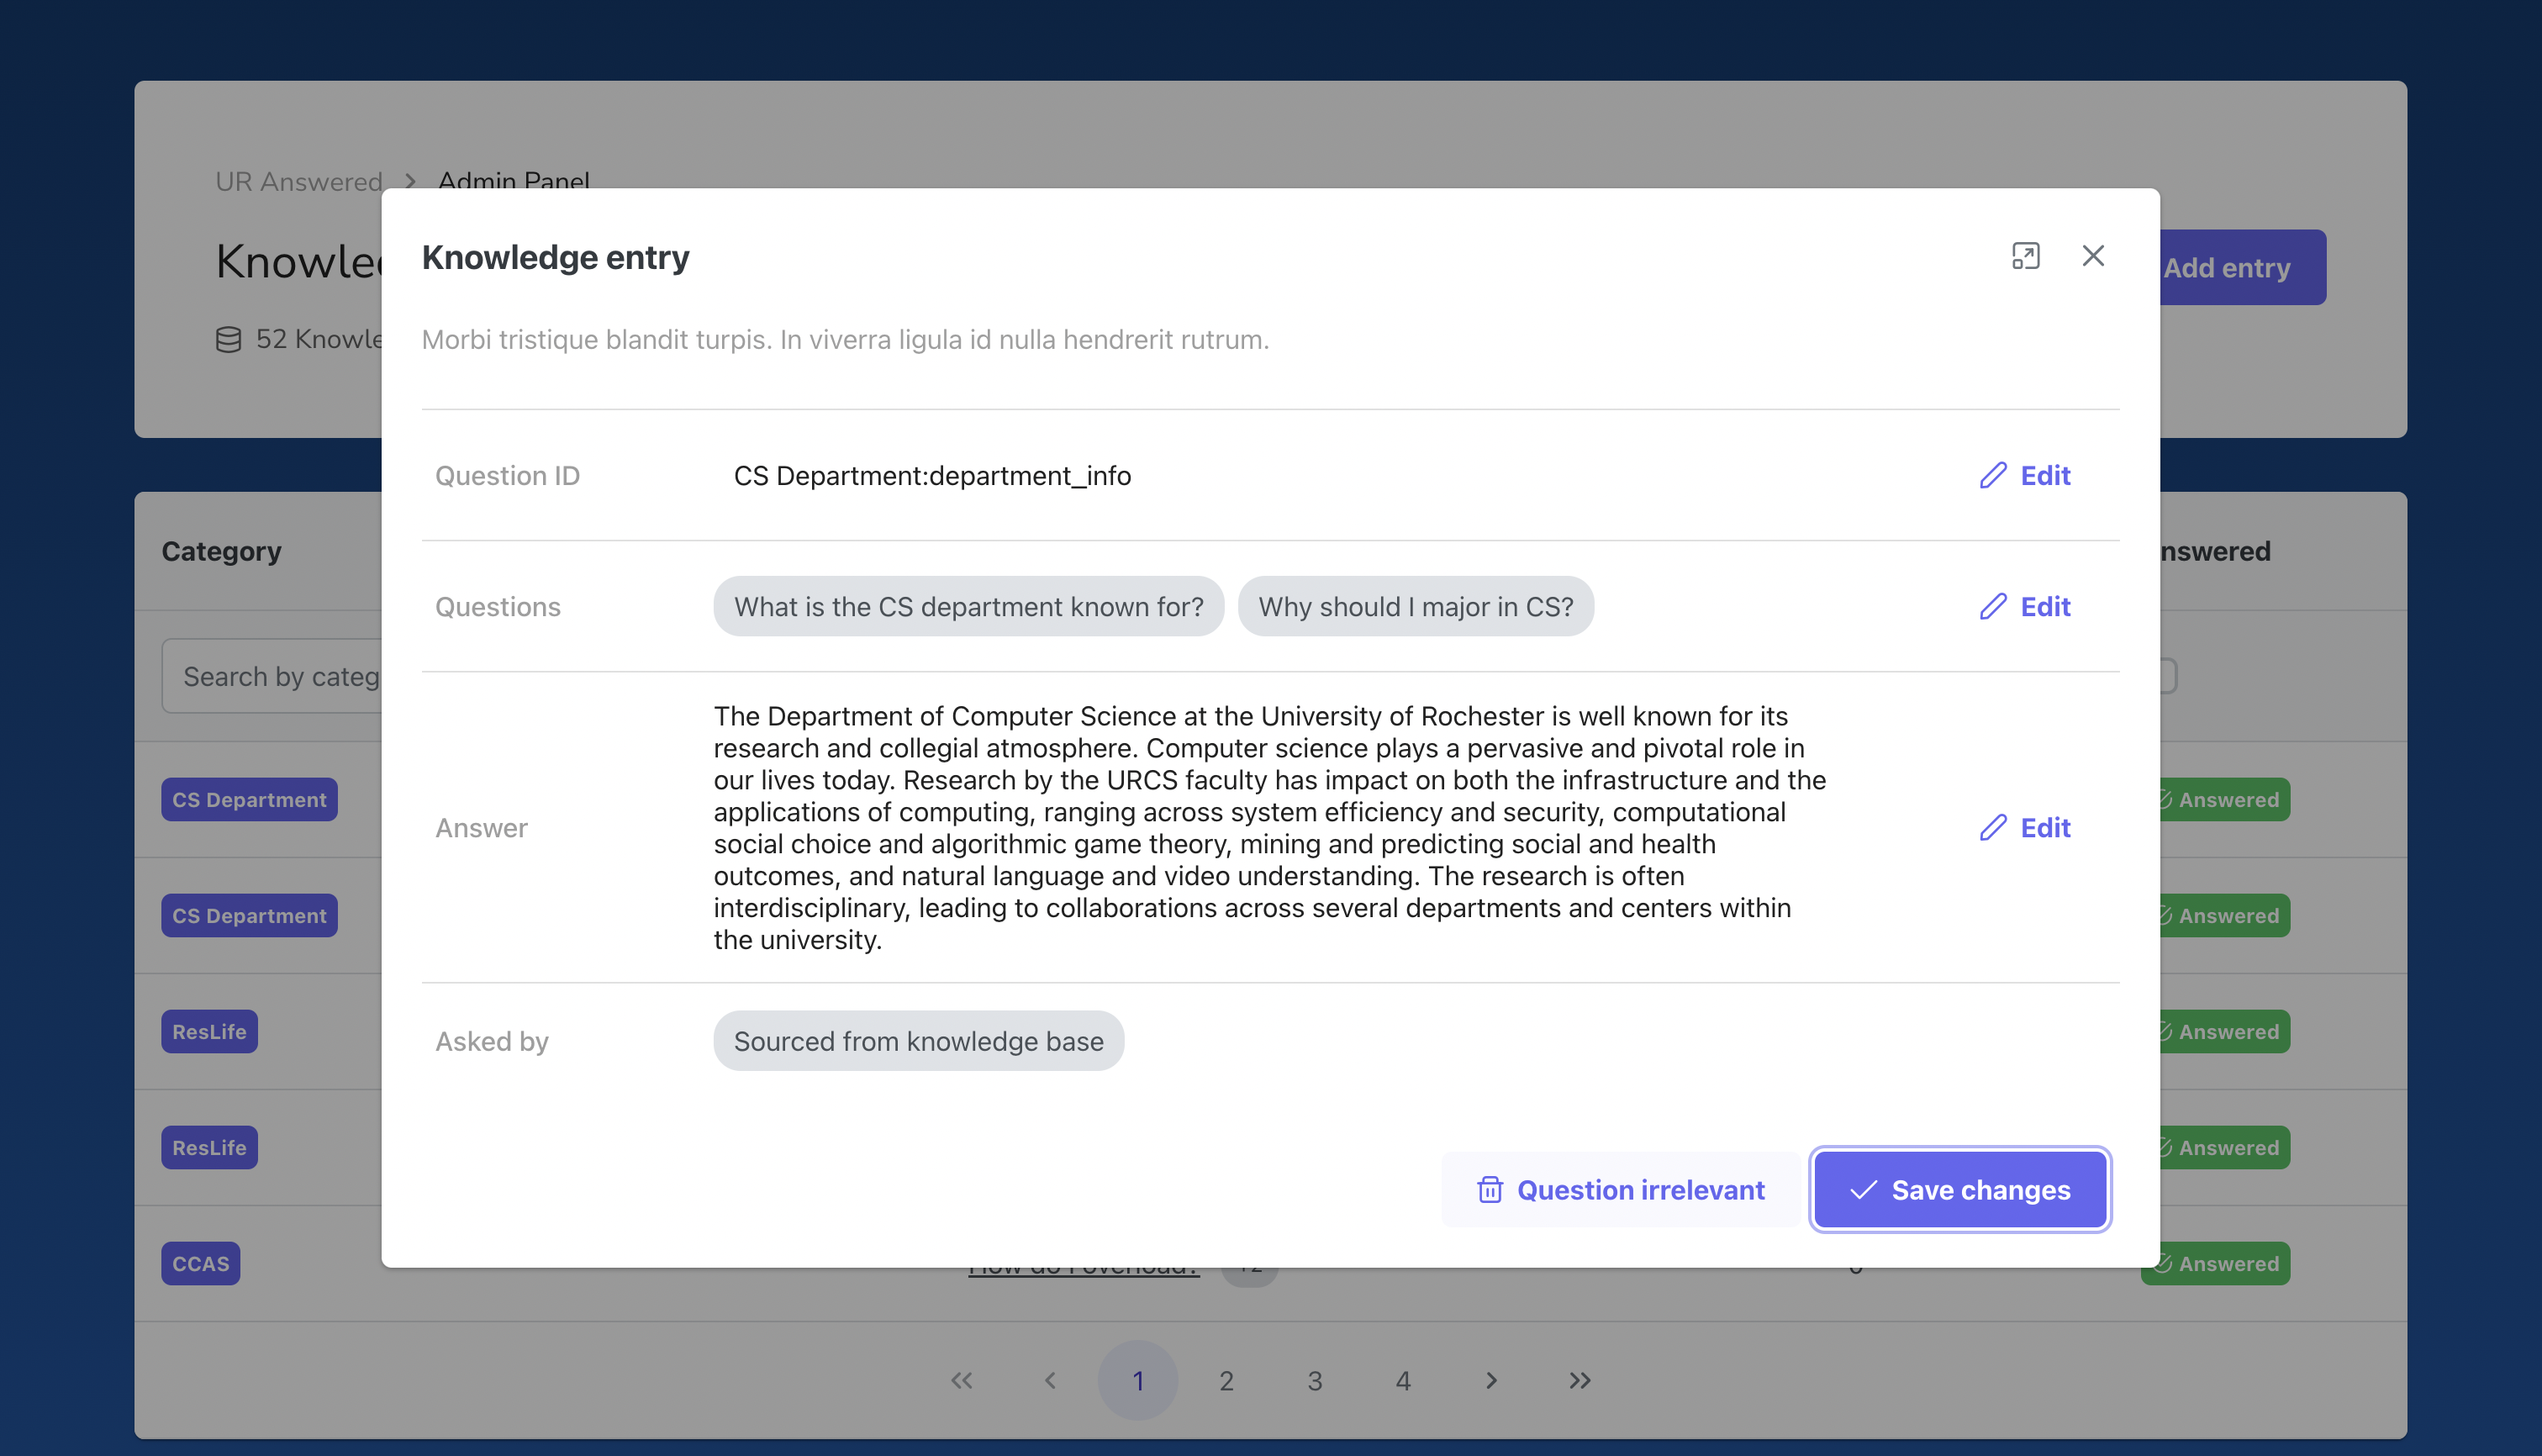 UR Answered > Admin Panel
Knowledge entry
Add entry
52
Morbi tristique blandit turpis. In viverra ligula id nulla hendrerit rutrum.
Question ID CS Department:department_info Edit
Category
Questions What is the CS department known for? Why should I major in CS? Edit
Search by
The Department of Computer Science at the University of Rochester is well known for its
research and collegial atmosphere. Computer science plays a pervasive and pivotal role in
our lives today. Research by the URCS faculty has impact on both the infrastructure and the
applications of computing, ranging across system efficiency and security, computational
Answer social choice and algorithmic game theory, mining and predicting social and health Edit
outcomes, and natural language and video understanding. The research is often
interdisciplinary, leading to collaborations across several departments and centers within
the university.
CS Department Answered
CS Department Answered
ResLife Answered
Asked by Sourced from knowledge base
ResLife Answered
Question irrelevant Save changes
CCAS How do I overload? Answered
1 2 3 4